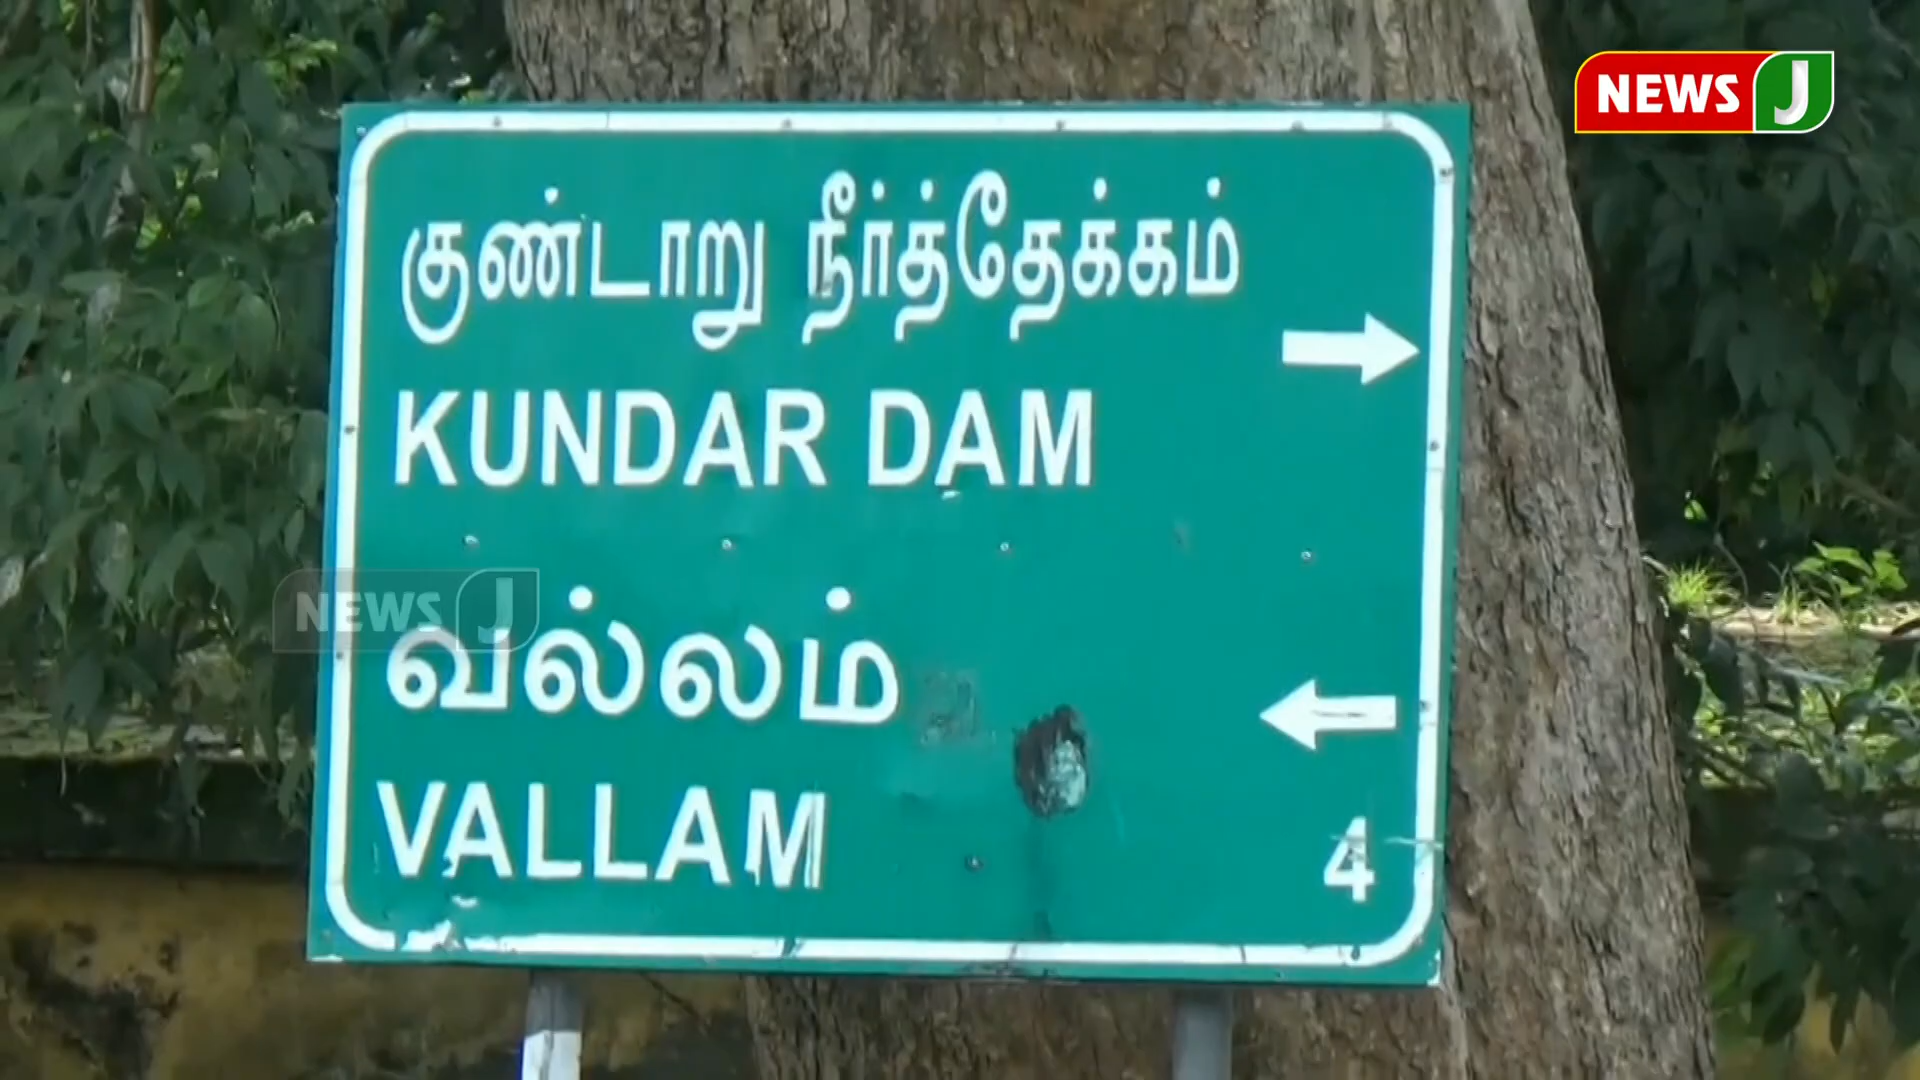 NEWS J
குண்டாறு நீர்த்தேக்கம்
KUNDAR DAM
NEWS J
வல்லம்
VALLAM
4